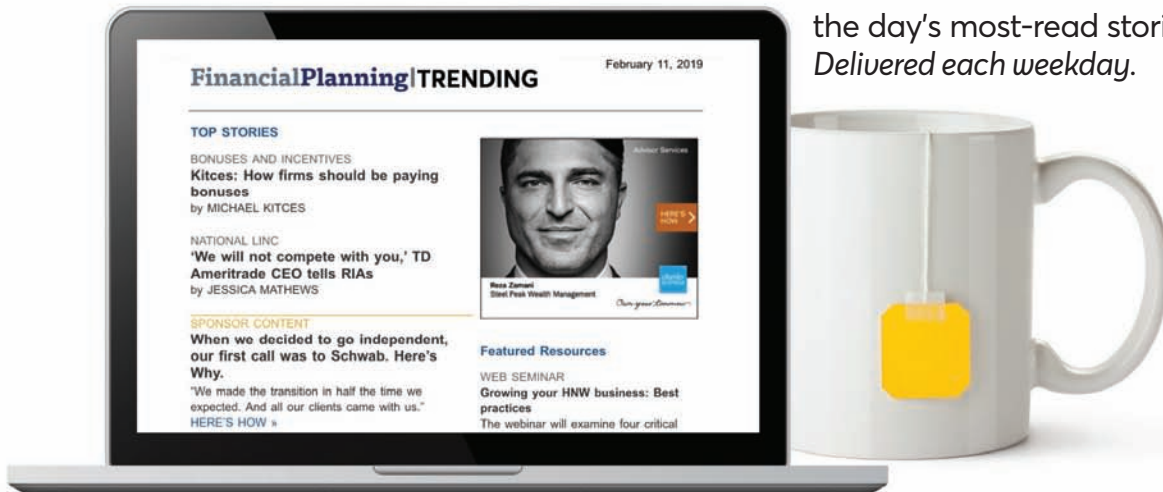 the day's most-read stori
Delivered each weekday.
February 11, 2019
FinancialPlanning|TRENDING
TOP STORIES
BONUSES AND INCENTIVES
Kitces: How firms should be paying
bonuses
by MICHAEL KITCES
NATIONAL LINC
‘We will not compete with you,’ TD
Ameritrade CEO tells RIAs
by JESSICA MATHEWS
SPONSOR CONTENT
When we decided to go independent,
our first call was to Schwab. Here's
Why.
"We made the transition in half the time we
expected. And all our clients came with us."
HERE'S HOW »
Advisor Services
HERE'S
HOW
Reza Zamani
Steel Peak Wealth Management
charles
SCHWAB
Own your tomorrow
Featured Resources
WEB SEMINAR
Growing your HNW business: Best
practices
The webinar will examine four critical